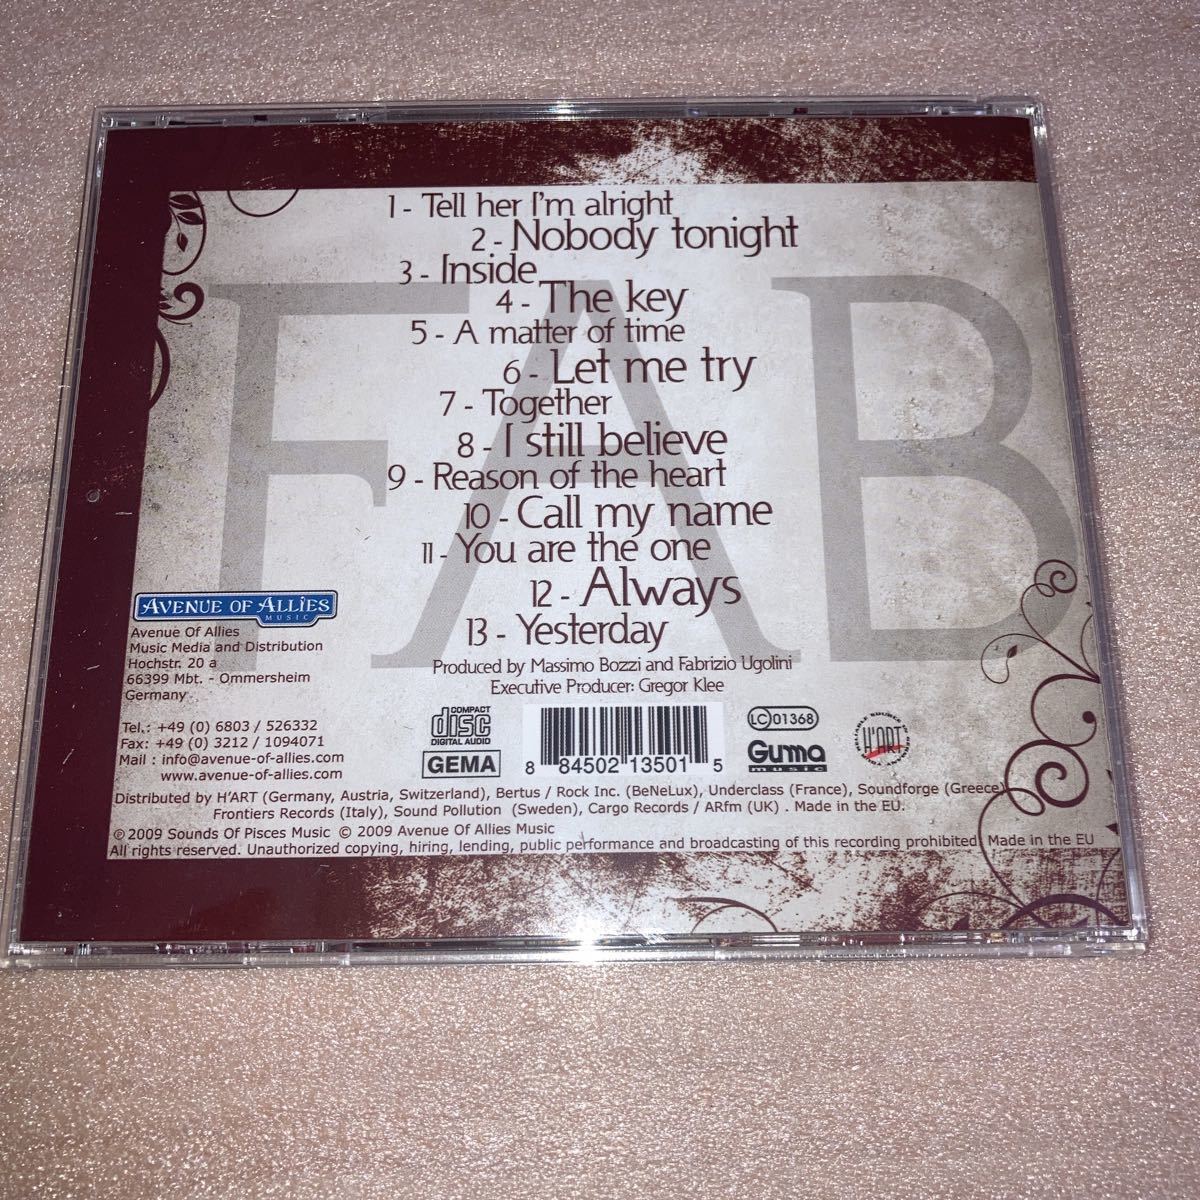 FAB
1 - Tell her I'm alright
2 - Nobody tonight
3 - Inside
4 - The key
5 - A matter of time
6 - Let me try
7 - Together
8 - I still believe
9 - Reason of the heart
10 - Call my name
11 - You are the one
12 - Always
13 - Yesterday
Produced by Massimo Bozzi and Fabrizio Ugolini
Executive Producer: Gregor Klee
AVENUE OF ALLIES
MUSIC
Avenue Of Allies
Music Media and Distribution
Hochstr. 20 a
66399 Mbt. - Ommersheim
Germany
Tel.: +49 (0) 6803 / 526332
Fax: +49 (0) 3212 / 1094071
Mail : info@avenue-of-allies.com
www.avenue-of-allies.com
COMPACT
disc
DIGITAL AUDIO
GEMA
8 84502 13501 5
LC 01368
Guma
music
H'ART
Distributed by H'ART (Germany, Austria, Switzerland), Bertus / Rock Inc. (BeNeLux), Underclass (France), Soundforge (Greece)
Frontiers Records (Italy), Sound Pollution (Sweden), Cargo Records / ARfm (UK) . Made in the EU.
℗ 2009 Sounds Of Pisces Music © 2009 Avenue Of Allies Music
All rights reserved. Unauthorized copying, hiring, lending, public performance and broadcasting of this recording prohibited. Made in the EU